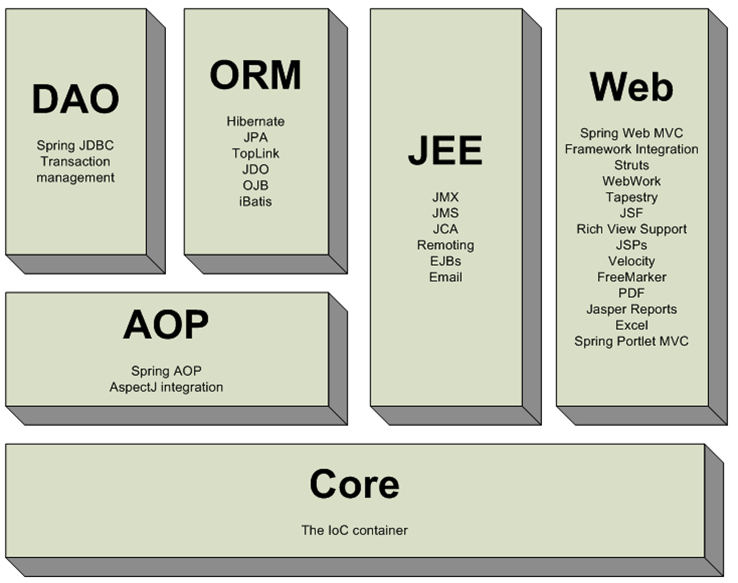 DAO
Spring JDBC
Transaction
management
ORM
Hibernate
JPA
TopLink
JDO
OJB
iBatis
JEE
JMX
JMS
JCA
Remoting
EJBs
Email
Web
Spring Web MVC
Framework Integration
Struts
WebWork
Tapestry
JSF
Rich View Support
JSPs
Velocity
FreeMarker
PDF
Jasper Reports
Excel
Spring Portlet MVC
AOP
Spring AOP
AspectJ integration
Core
The IoC container